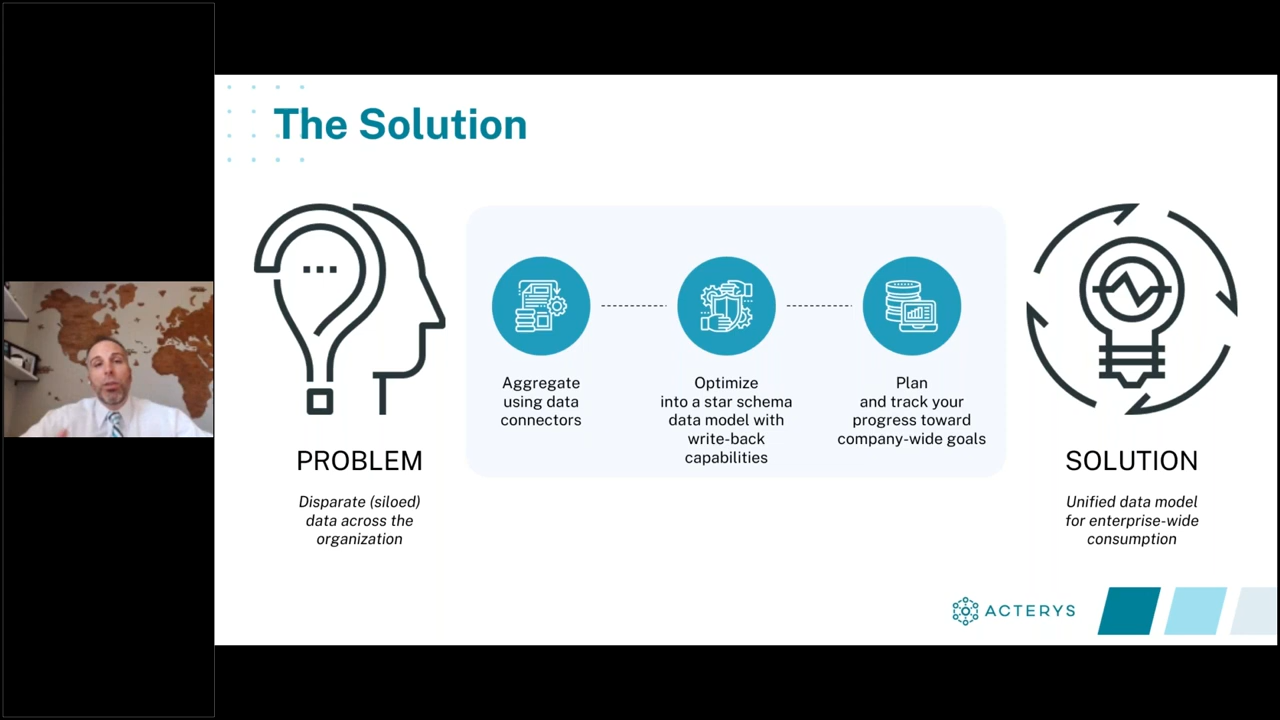 The Solution
PROBLEM
Disparate (siloed)
data across the
organization
Aggregate
using data
connectors
Optimize
into a star schema
data model with
write-back
capabilities
Plan
and track your
progress toward
company-wide goals
SOLUTION
Unified data model
for enterprise-wide
consumption
ACTERYS